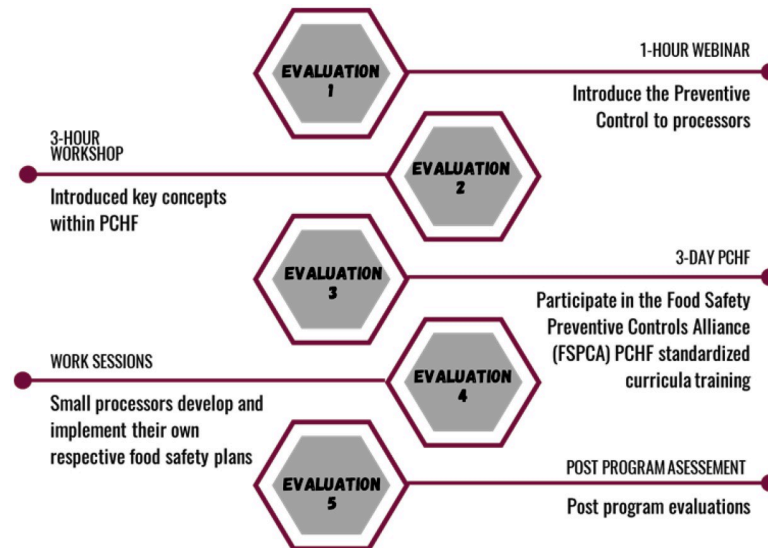 EVALUATION
1
1-HOUR WEBINAR
Introduce the Preventive
Control to processors
3-HOUR
WORKSHOP
Introduced key concepts
within PCHF
EVALUATION
2
EVALUATION
3
3-DAY PCHF
Participate in the Food Safety
Preventive Controls Alliance
(FSPCA) PCHF standardized
curricula training
WORK SESSIONS
Small processors develop and
implement their own
respective food safety plans
EVALUATION
4
EVALUATION
5
POST PROGRAM ASESSEMENT
Post program evaluations